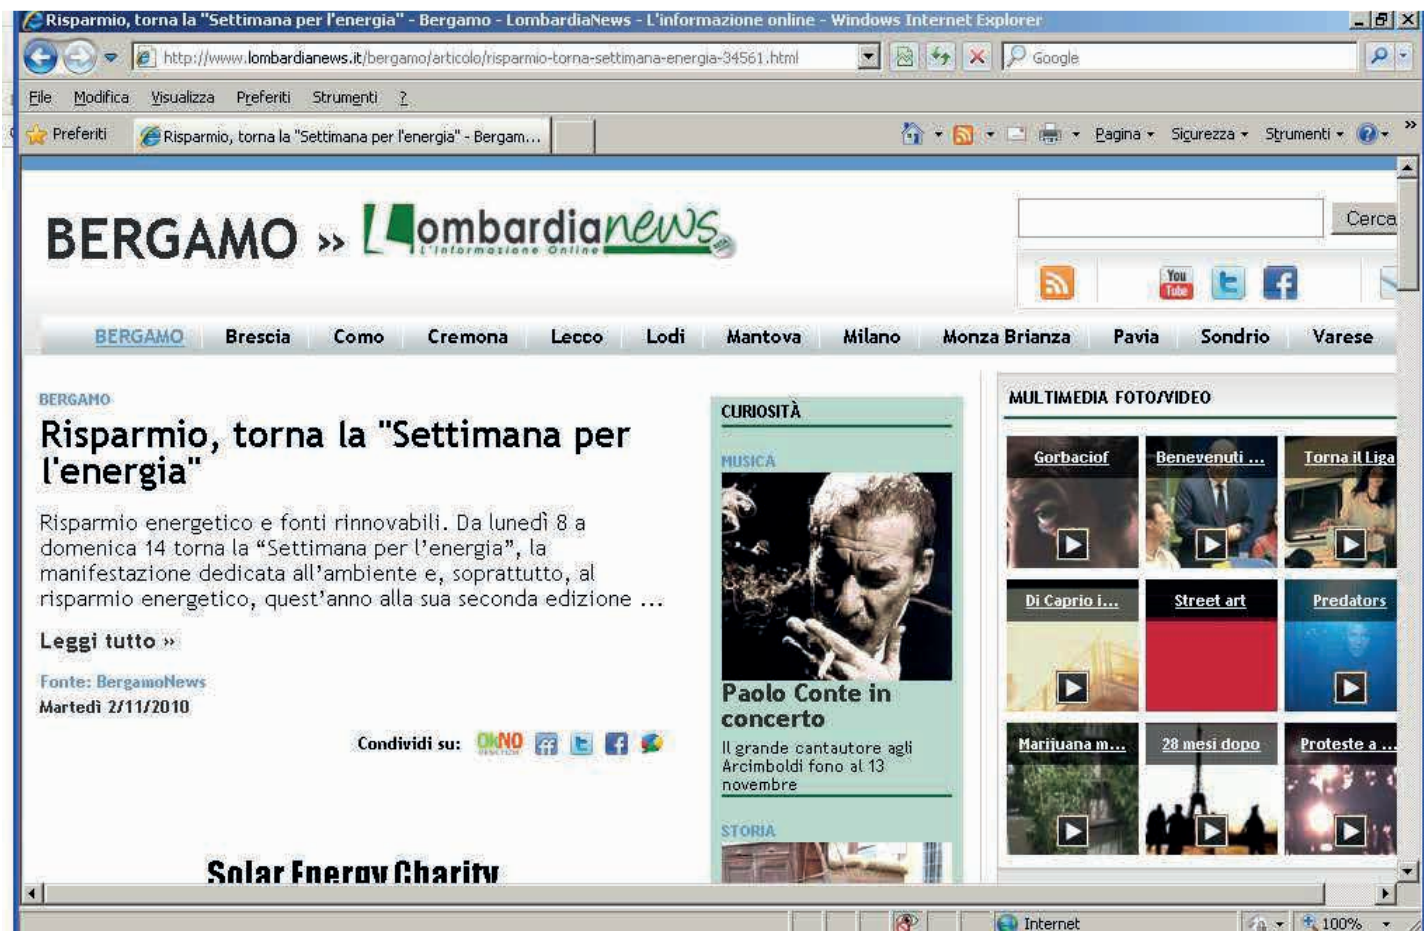 Risparmio, torna la "Settimana per l'energia" - Bergamo - LombardiaNews - L'informazione online - Windows Internet Explorer
http://www.lombardianews.it/bergamo/articolo/risparmio-torna-settimana-energia-34561.html
Google
File Modifica Visualizza Preferiti Strumenti ?
Preferiti
Risparmio, torna la "Settimana per l'energia" - Bergam...
Pagina Sicurezza Strumenti »
BERGAMO » Lombardianews
L'Informazione Online
Cerca
You Tube
BERGAMO Brescia Como Cremona Lecco Lodi Mantova Milano Monza Brianza Pavia Sondrio Varese
BERGAMO
Risparmio, torna la "Settimana per
l'energia"
Risparmio energetico e fonti rinnovabili. Da lunedì 8 a
domenica 14 torna la “Settimana per l’energia”, la
manifestazione dedicata all’ambiente e, soprattutto, al
risparmio energetico, quest’anno alla sua seconda edizione ...
Leggi tutto »
Fonte: BergamoNews
Martedì 2/11/2010
Condividi su: OKNO
Solar Energy Charity
CURIOSITÀ
MUSICA
Paolo Conte in
concerto
Il grande cantautore agli
Arcimboldi fono al 13
novembre
STORIA
MULTIMEDIA FOTO/VIDEO
Gorbaciof
Benevenuti ...
Torna il Liga
Di Caprio i...
Street art
Predators
Marijuana m...
28 mesi dopo
Proteste a ...
Internet
100%